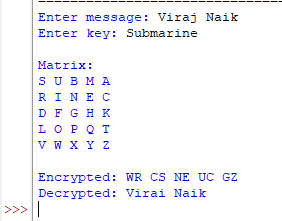 Enter message: Viraj Naik
Enter key: Submarine
Matrix:
S U B M A
R I N E C
D F G H K
L O P Q T
V W X Y Z
Encrypted: WR CS NE UC GZ
Decrypted: Virai Naik
>>>